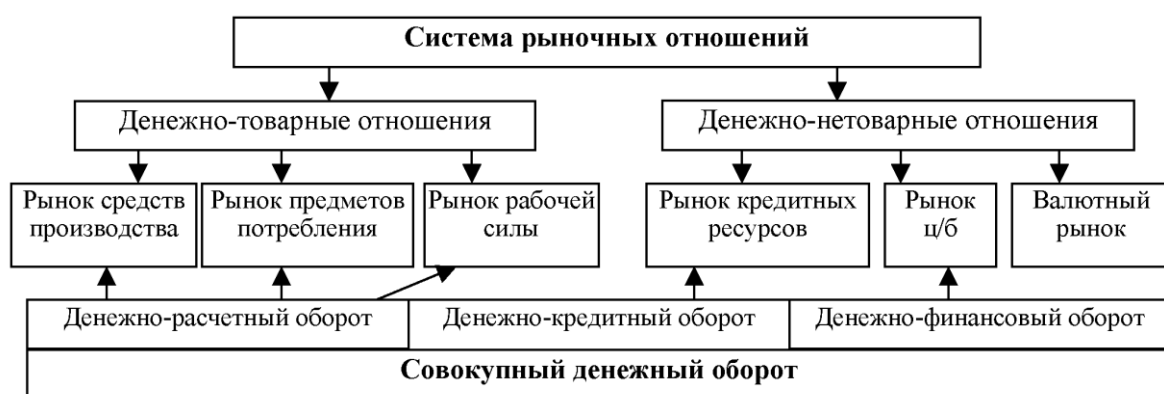 Система рыночных отношений
Денежно-товарные отношения
Денежно-нетоварные отношения
Рынок средств
производства
Рынок предметов
потребления
Рынок рабочей
силы
Рынок кредитных
ресурсов
Рынок
ц/б
Валютный
рынок
Денежно-расчетный оборот
Денежно-кредитный оборот
Денежно-финансовый оборот
Совокупный денежный оборот